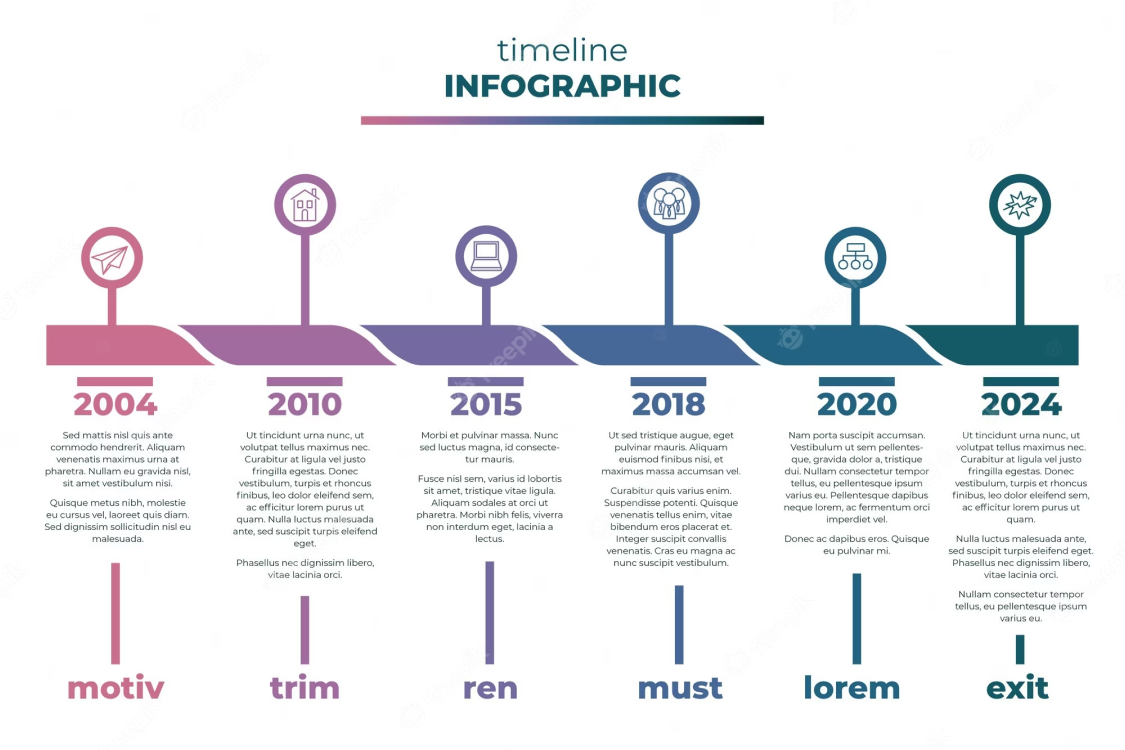 timeline
INFOGRAPHIC
2004
Sed mattis nisl quis ante
commodo hendrerit. Aliquam
venenatis maximus urna at
pharetra. Nullam eu gravida nisl,
sit amet vestibulum nisi.
Quisque metus nibh, molestie
eu cursus vel, laoreet quis diam.
Sed dignissim sollicitudin nisl eu
malesuada.
motiv
2010
Ut tincidunt urna nunc, ut
volutpat tellus maximus nec.
Curabitur at ligula vel justo
fringilla egestas. Donec
vestibulum, turpis et rhoncus
finibus, leo dolor eleifend sem,
ac efficitur lorem purus ut
quam. Nulla luctus malesuada
ante, sed suscipit turpis eleifend
eget.
Phasellus nec dignissim libero,
vitae lacinia orci.
trim
2015
Morbi et pulvinar massa. Nunc
sed luctus magna, id consecte-
tur mauris.
Fusce nisl sem, varius id lobortis
sit amet, tristique vitae ligula.
Aliquam sodales at orci ut
pharetra. Morbi nibh felis, viverra
non interdum eget, lacinia a
lectus.
ren
2018
Ut sed tristique augue, eget
pulvinar mauris. Aliquam
euismod finibus nisi, et
maximus massa accumsan vel.
Curabitur quis varius enim.
Suspendisse potenti. Quisque
venenatis tellus enim, vitae
bibendum eros placerat et.
Integer suscipit convallis
venenatis. Cras eu magna ac
nunc suscipit vestibulum.
must
2020
Nam porta suscipit accumsan.
Vestibulum ut sem pellentes-
que, gravida dolor a, tristique
dui. Nullam consectetur tempor
tellus, eu pellentesque ipsum
varius eu. Pellentesque dapibus
neque lorem, ac fermentum orci
imperdiet vel.
Donec ac dapibus eros. Quisque
eu pulvinar mi.
lorem
2024
Ut tincidunt urna nunc, ut
volutpat tellus maximus nec.
Curabitur at ligula vel justo
fringilla egestas. Donec
vestibulum, turpis et rhoncus
finibus, leo dolor eleifend sem,
ac efficitur lorem purus ut
quam.
Nulla luctus malesuada ante,
sed suscipit turpis eleifend eget.
Phasellus nec dignissim libero,
vitae lacinia orci.
Nullam consectetur tempor
tellus, eu pellentesque ipsum
varius eu.
exit
freepik